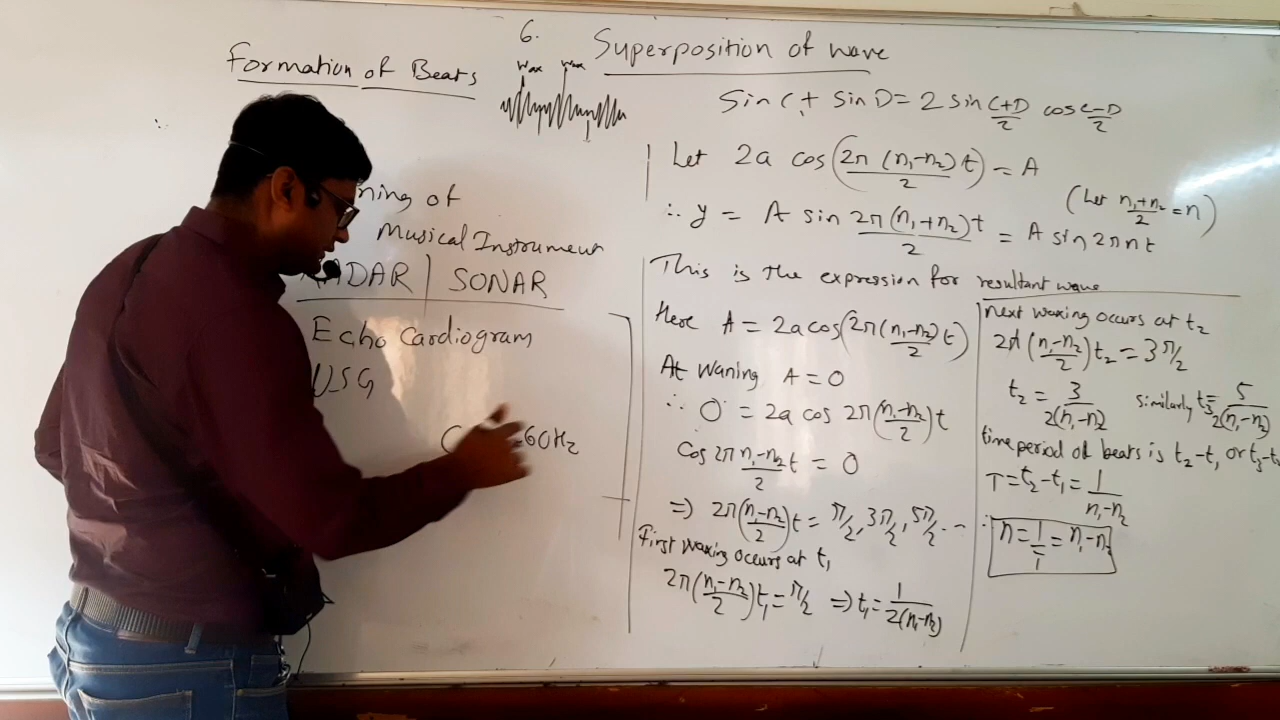 6.
Superposition of wave
Formation of Beats
Wax Wax
Sin C + Sin D = 2 sin C+D/2 cos C-D/2
Let 2a cos(2π (n₁-n₂)t/2) = A
(Let n₁+n₂/2 = n)
∴ y = A sin 2π(n₁+n₂)t/2 = A sin 2πnt
ning of
Musical Instrument
ADAR | SONAR
Echo Cardiogram
USG
60Hz
This is the expression for resultant wave
Here A = 2a cos(2π(n₁-n₂)/2 t)
At Waning A = 0
∴ 0 = 2a cos 2π(n₁-n₂/2)t
Cos 2π n₁-n₂/2 t = 0
=> 2π(n₁-n₂/2)t = π/2, 3π/2, 5π/2 ...
First Waxing occurs at t₁
2π(n₁-n₂/2)t₁ = π/2 => t₁ = 1/2(n₁-n₂)
next waxing occurs at t₂
2π(n₁-n₂/2)t₂ = 3π/2
t₂ = 3/2(n₁-n₂) similarly t₃ = 5/2(n₁-n₂)
time period of beats is t₂-t₁ or t₃-t₂
T = t₂-t₁ = 1/n₁-n₂
∴ n = 1/T = n₁-n₂